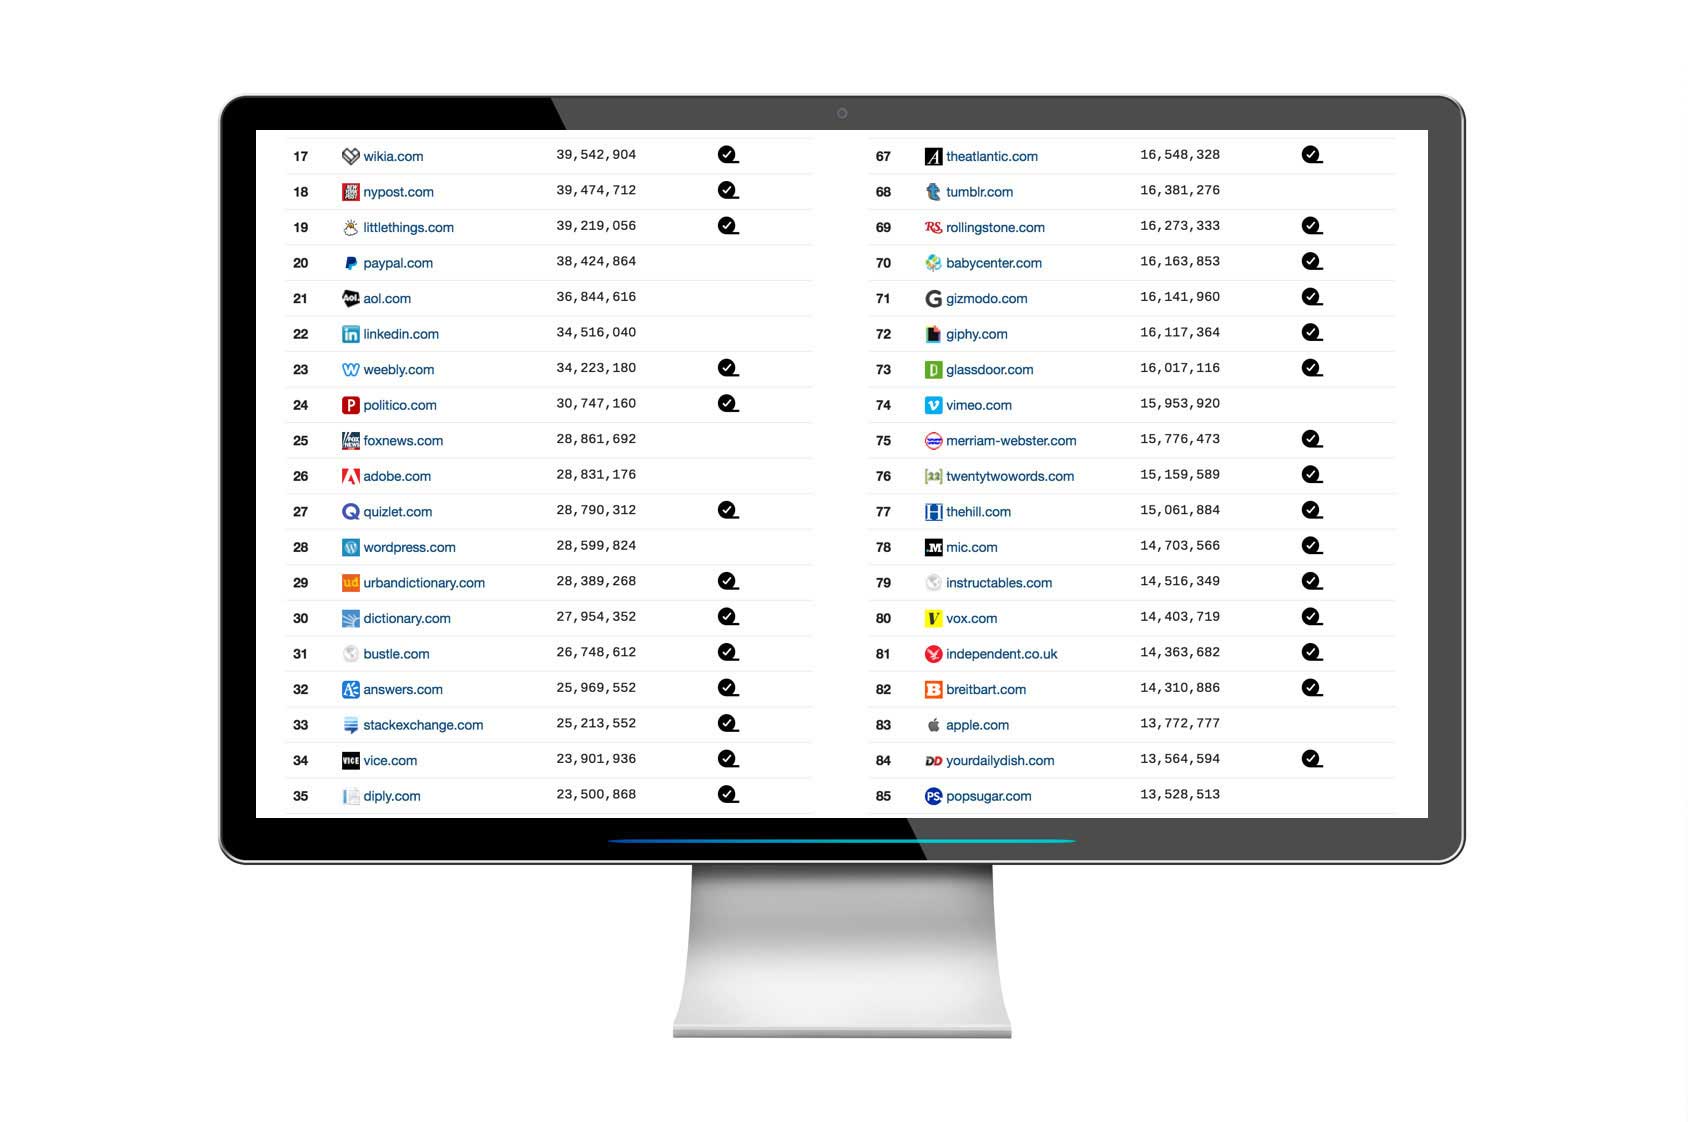 17 wikia.com 39,542,904
18 nypost.com 39,474,712
19 littlethings.com 39,219,056
20 paypal.com 38,424,864
21 Aol. aol.com 36,844,616
22 in linkedin.com 34,516,040
23 weebly.com 34,223,180
24 P politico.com 30,747,160
25 FOX NEWS foxnews.com 28,861,692
26 adobe.com 28,831,176
27 quizlet.com 28,790,312
28 wordpress.com 28,599,824
29 ud urbandictionary.com 28,389,268
30 dictionary.com 27,954,352
31 bustle.com 26,748,612
32 A answers.com 25,969,552
33 stackexchange.com 25,213,552
34 VICE vice.com 23,901,936
35 diply.com 23,500,868
67 A theatlantic.com 16,548,328
68 t tumblr.com 16,381,276
69 RS rollingstone.com 16,273,333
70 babycenter.com 16,163,853
71 G gizmodo.com 16,141,960
72 giphy.com 16,117,364
73 glassdoor.com 16,017,116
74 v vimeo.com 15,953,920
75 merriam-webster.com 15,776,473
76 [22] twentytwowords.com 15,159,589
77 H thehill.com 15,061,884
78 .M mic.com 14,703,566
79 instructables.com 14,516,349
80 V vox.com 14,403,719
81 independent.co.uk 14,363,682
82 B breitbart.com 14,310,886
83 apple.com 13,772,777
84 DD yourdailydish.com 13,564,594
85 PS popsugar.com 13,528,513